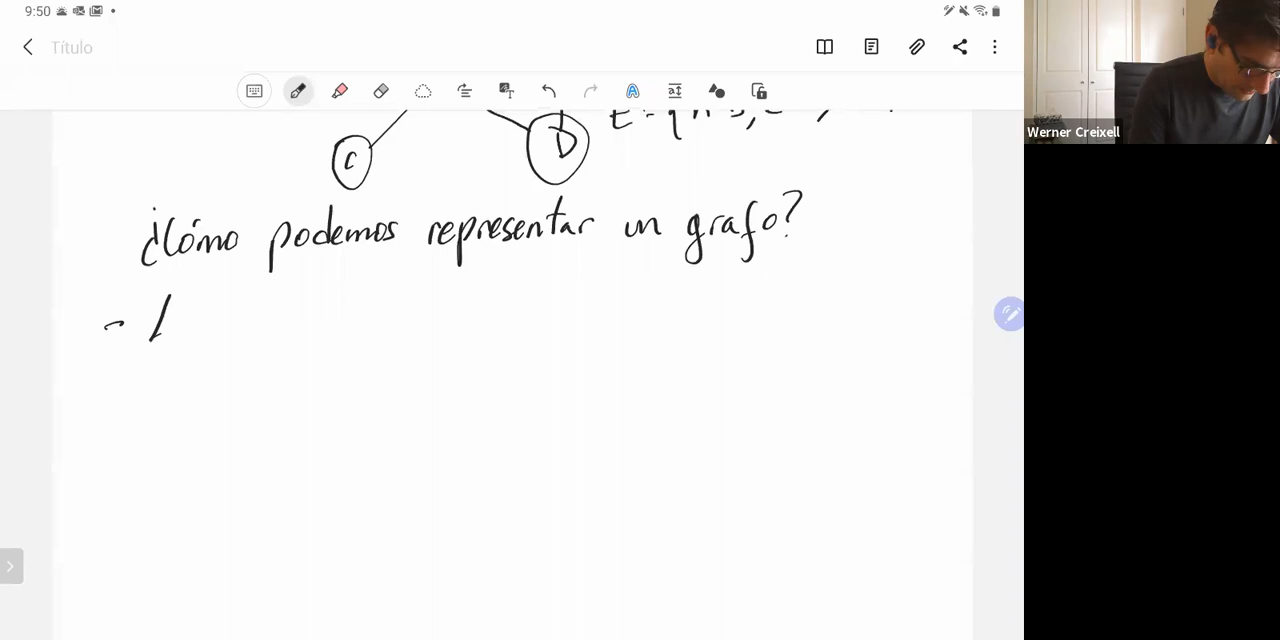 9:50
Título
Werner Creixell
C
D
¿Cómo podemos representar un grafo?
-